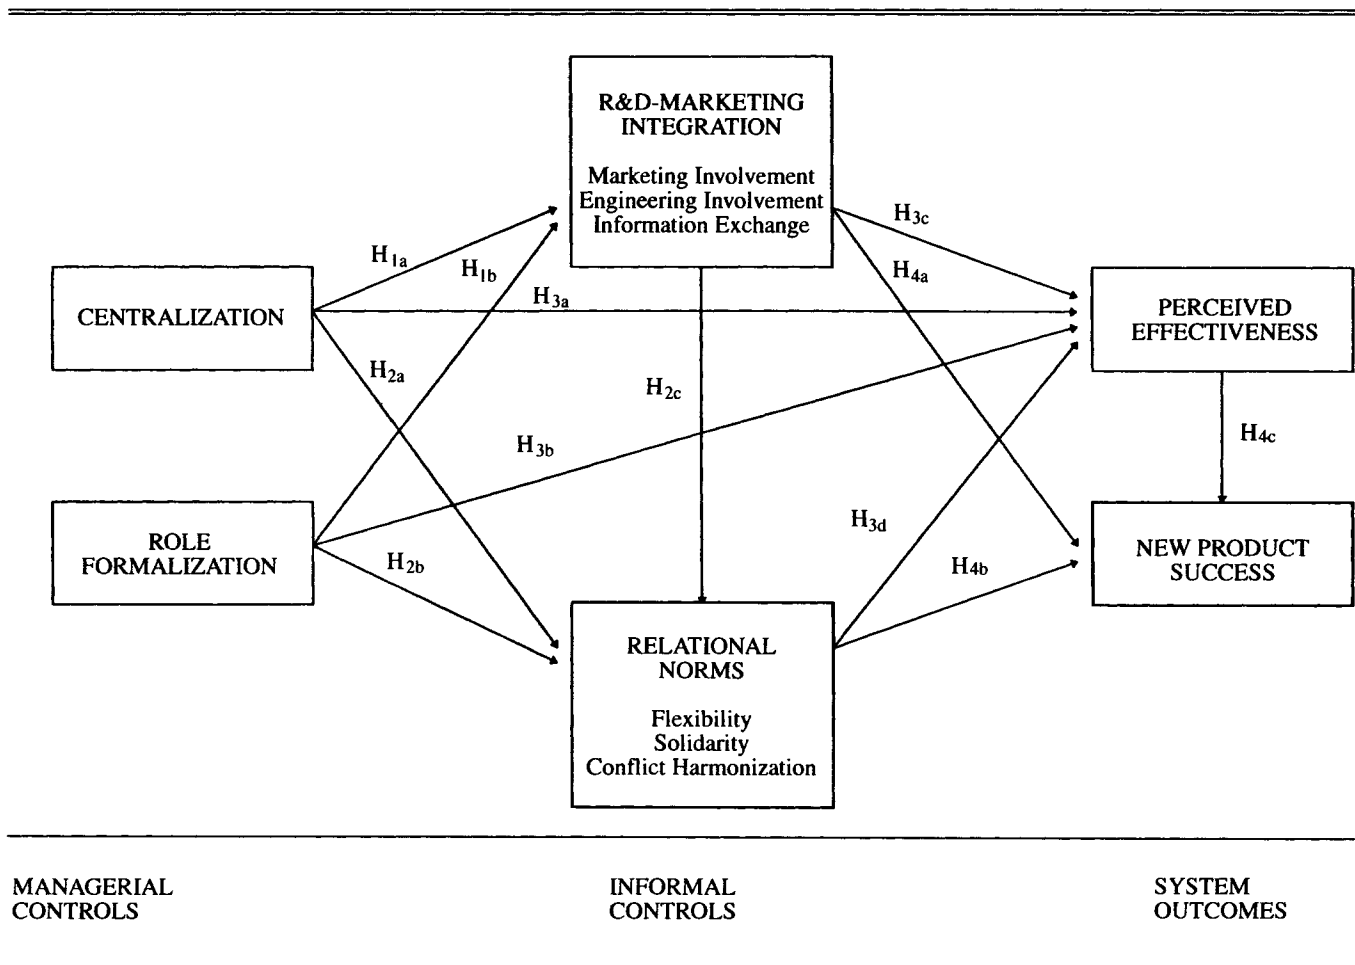 R&D-MARKETING
INTEGRATION
Marketing Involvement
Engineering Involvement
Information Exchange
H3c
H1a
H1b
H4a
H3a
CENTRALIZATION
PERCEIVED
EFFECTIVENESS
H2a
H2c
H3b
H4c
ROLE
FORMALIZATION
H2b
H3d
H4b
NEW PRODUCT
SUCCESS
RELATIONAL
NORMS
Flexibility
Solidarity
Conflict Harmonization
MANAGERIAL
CONTROLS
INFORMAL
CONTROLS
SYSTEM
OUTCOMES